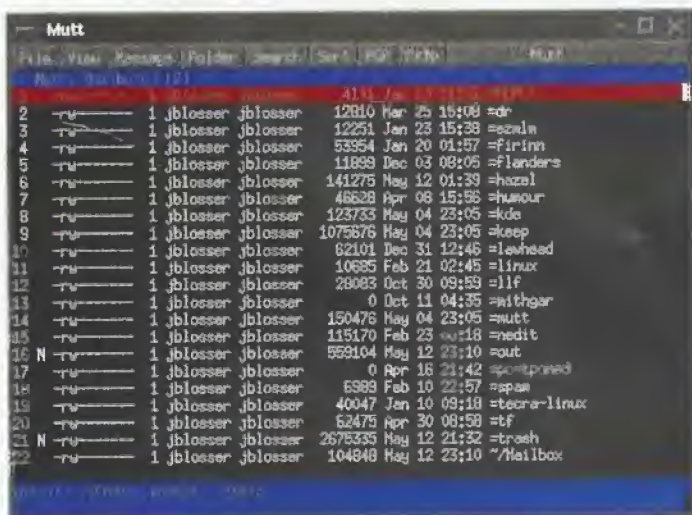 Mutt
File View Message Folder Search Sort Mutt
1 1 jblosser jblosser 4131 Jan
2 -rw------- 1 jblosser jblosser 12810 Mar 25 15:08 =dr
3 -rw------- 1 jblosser jblosser 12251 Jan 23 15:38 =ezmlm
4 -rw------- 1 jblosser jblosser 53954 Jan 20 01:57 =firinn
5 -rw------- 1 jblosser jblosser 11899 Dec 03 08:05 =flanders
6 -rw------- 1 jblosser jblosser 141275 May 12 01:39 =hazel
7 -rw------- 1 jblosser jblosser 46628 Apr 08 15:56 =humour
8 -rw------- 1 jblosser jblosser 123733 May 04 23:05 =kde
9 -rw------- 1 jblosser jblosser 1075676 May 04 23:05 =keep
10 -rw------- 1 jblosser jblosser 62101 Dec 31 12:46 =lawhead
11 -rw------- 1 jblosser jblosser 10685 Feb 21 02:45 =linux
12 -rw------- 1 jblosser jblosser 28083 Oct 30 09:59 =llf
13 -rw------- 1 jblosser jblosser 0 Oct 11 04:35 =mithgar
14 -rw------- 1 jblosser jblosser 150476 May 04 23:05 =mutt
15 -rw------- 1 jblosser jblosser 115170 Feb 23 =nedit
16 N -rw------- 1 jblosser jblosser 559104 May 12 23:10 =out
17 -rw------- 1 jblosser jblosser 0 Apr 16 21:42 =postponed
18 -rw------- 1 jblosser jblosser 6989 Feb 10 22:57 =spam
19 -rw------- 1 jblosser jblosser 40047 Jan 10 09:18 =tecra-linux
20 -rw------- 1 jblosser jblosser 62475 Apr 30 08:58 =tf
21 N -rw------- 1 jblosser jblosser 2675335 May 12 21:32 =trash
22 -rw------- 1 jblosser jblosser 104848 May 12 23:10 ~/Mailbox